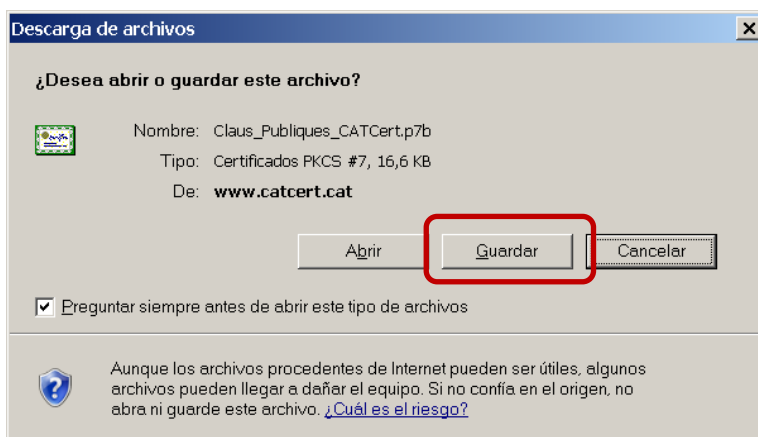 Descarga de archivos
¿Desea abrir o guardar este archivo?
Nombre: Claus_Publiques_CATCert.p7b
Tipo: Certificados PKCS #7, 16,6 KB
De: www.catcert.cat
Abrir Guardar Cancelar
Preguntar siempre antes de abrir este tipo de archivos
Aunque los archivos procedentes de Internet pueden ser útiles, algunos
archivos pueden llegar a dañar el equipo. Si no confía en el origen, no
abra ni guarde este archivo. ¿Cuál es el riesgo?